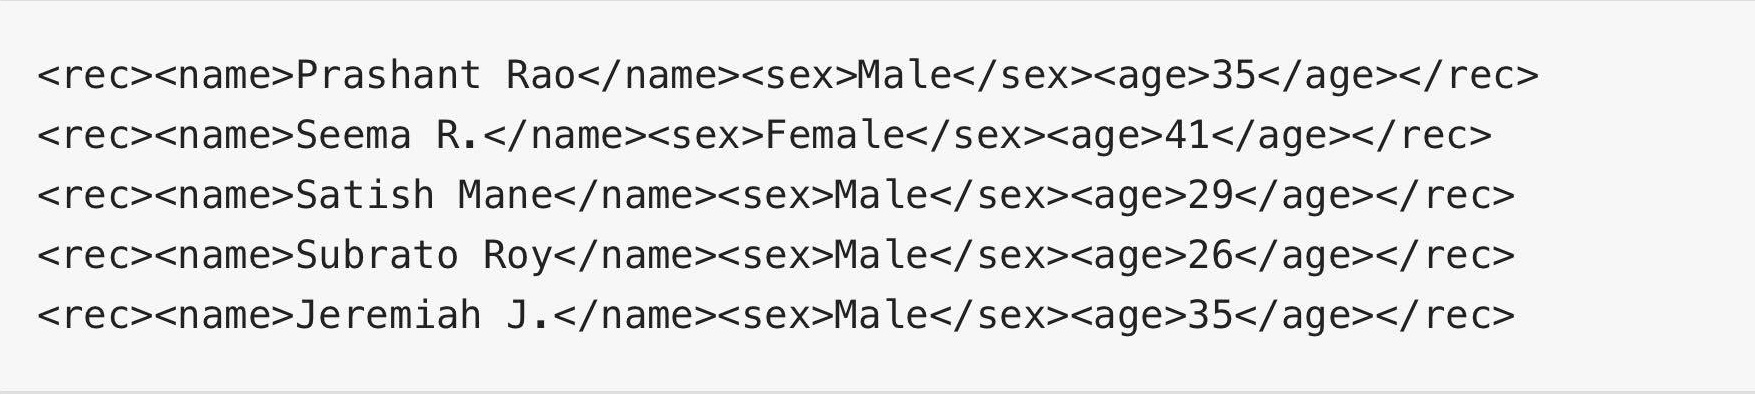 <rec><name>Prashant Rao</name><sex>Male</sex><age>35</age></rec>
<rec><name>Seema R.</name><sex>Female</sex><age>41</age></rec>
<rec><name>Satish Mane</name><sex>Male</sex><age>29</age></rec>
<rec><name>Subrato Roy</name><sex>Male</sex><age>26</age></rec>
<rec><name>Jeremiah J.</name><sex>Male</sex><age>35</age></rec>